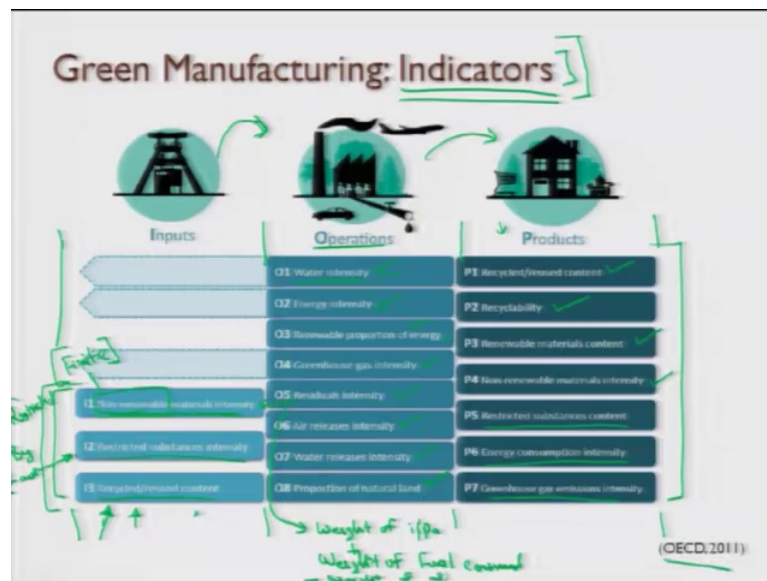 Green Manufacturing: Indicators
Inputs
Operations
Products
O1 Water intensity
O2 Energy intensity
O3 Renewable proportion of energy
O4 Greenhouse gas intensity
O5 Residuals intensity
O6 Air releases intensity
O7 Water releases intensity
O8 Proportion of natural land
P1 Recycled/reused content
P2 Recyclability
P3 Renewable materials content
P4 Non-renewable materials intensity
P5 Restricted substances content
P6 Energy consumption intensity
P7 Greenhouse gas emissions intensity
I1 Non-renewable materials intensity
I2 Restricted substances intensity
I3 Recycled/reused content
Weight of
Weight of Fuel
(OECD, 2011)